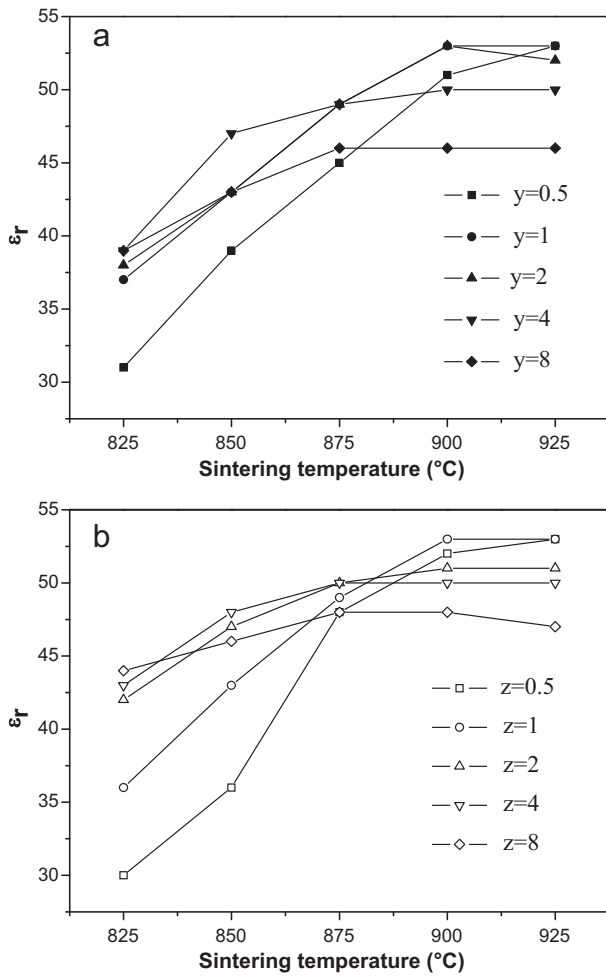 a
55
50
45
40
35
30
εr
y=0.5
y=1
y=2
y=4
y=8
825 850 875 900 925
Sintering temperature (°C)
b
55
50
45
40
35
30
εr
z=0.5
z=1
z=2
z=4
z=8
825 850 875 900 925
Sintering temperature (°C)